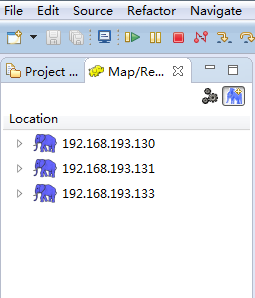 File Edit Source Refactor Navigate
Project ... Map/Re...
Location
192.168.193.130
192.168.193.131
192.168.193.133